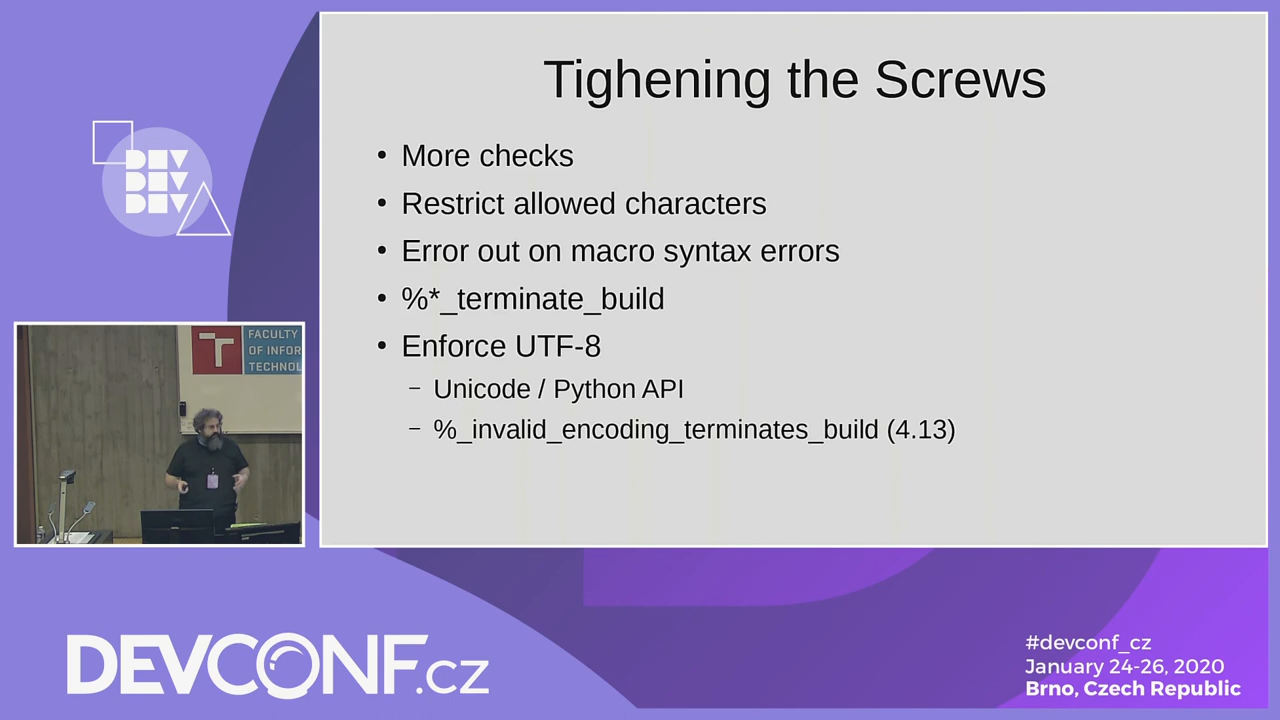 Tighening the Screws
• More checks
• Restrict allowed characters
• Error out on macro syntax errors
• %*_terminate_build
• Enforce UTF-8
– Unicode / Python API
– %_invalid_encoding_terminates_build (4.13)
DEV
DEV
DEV
FACULTY
OF INFOR
TECHNOL
DEVCONF.cz
#devconf_cz
January 24-26, 2020
Brno, Czech Republic